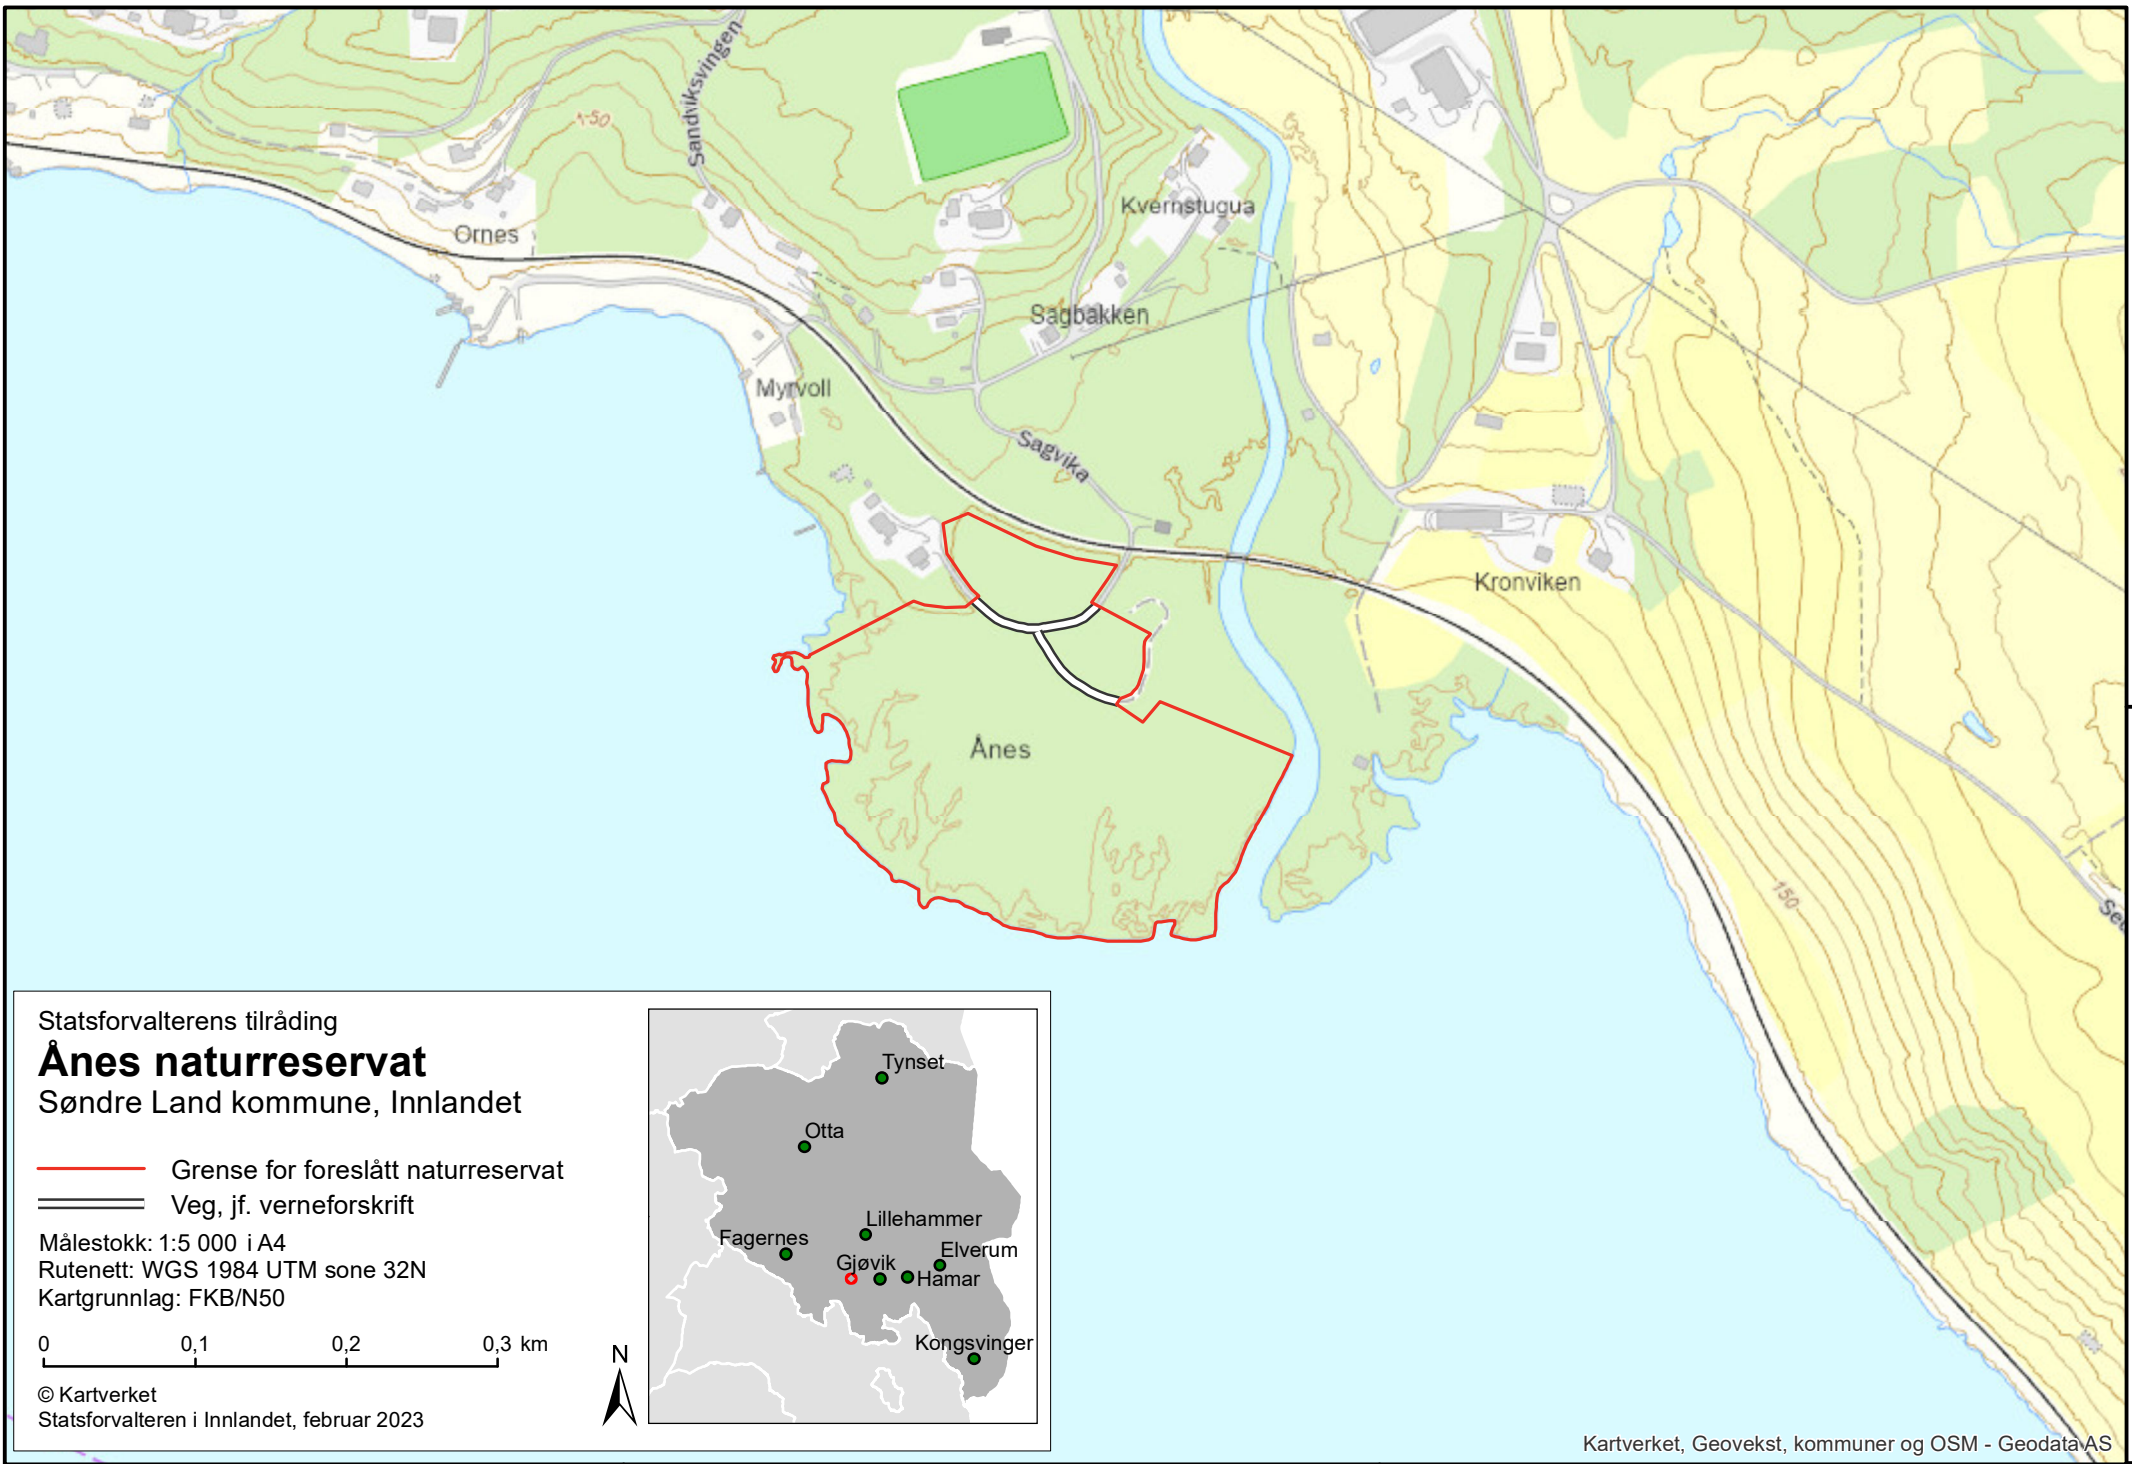 Sandviksvingen
50
Kvernstugua
Ornes
Sagbakken
Myrvoll
Sagvika
Kronviken
Ånes
150
Statsforvalterens tilråding
Ånes naturreservat
Søndre Land kommune, Innlandet
Grense for foreslått naturreservat
Veg, jf. verneforskrift
Målestokk: 1:5 000 i A4
Rutenett: WGS 1984 UTM sone 32N
Kartgrunnlag: FKB/N50
0 0,1 0,2 0,3 km
N
© Kartverket
Statsforvalteren i Innlandet, februar 2023
Tynset
Otta
Lillehammer
Fagernes
Elverum
Gjøvik
Hamar
Kongsvinger
Kartverket, Geovekst, kommuner og OSM - Geodata AS